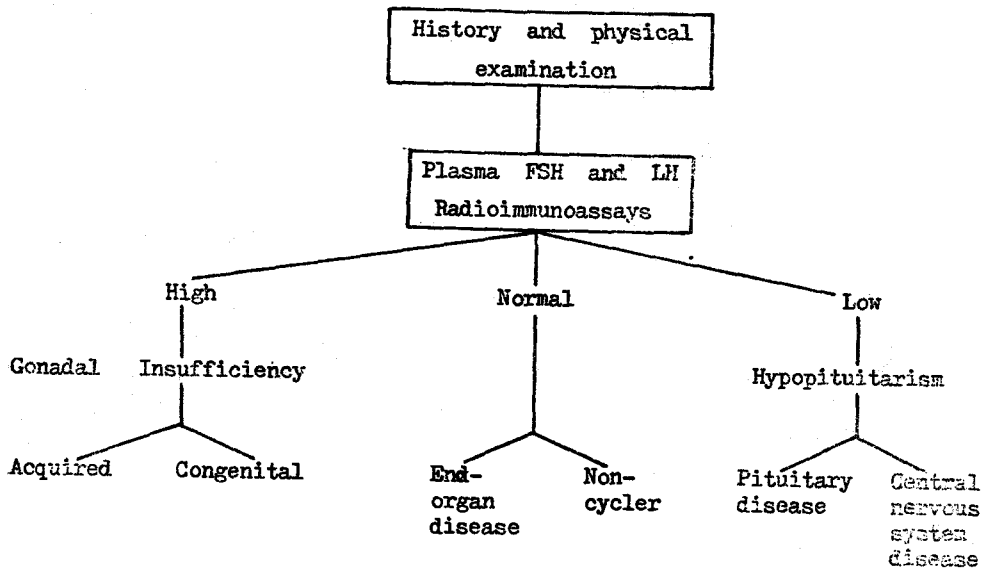 History and physical
examination
Plasma FSH and LH
Radioimmunoassays
High
Normal
Low
Gonadal Insufficiency
Hypopituitarism
Acquired
Congenital
End-
organ
disease
Non-
cycler
Pituitary
disease
Central
nervous
system
disease